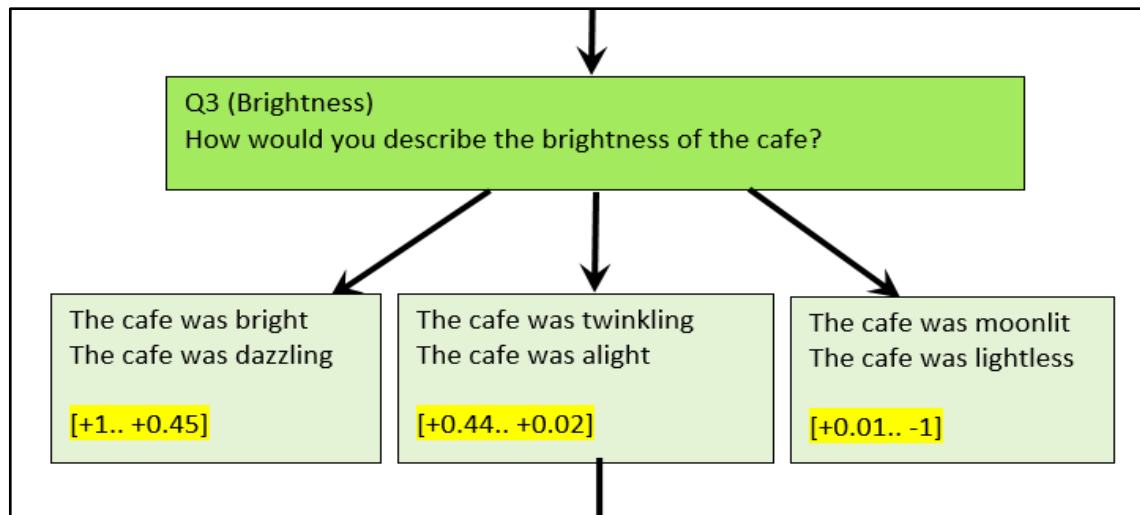 Q3 (Brightness)
How would you describe the brightness of the cafe?
The cafe was bright
The cafe was dazzling
[+1.. +0.45]
The cafe was twinkling
The cafe was alight
[+0.44.. +0.02]
The cafe was moonlit
The cafe was lightless
[+0.01.. -1]